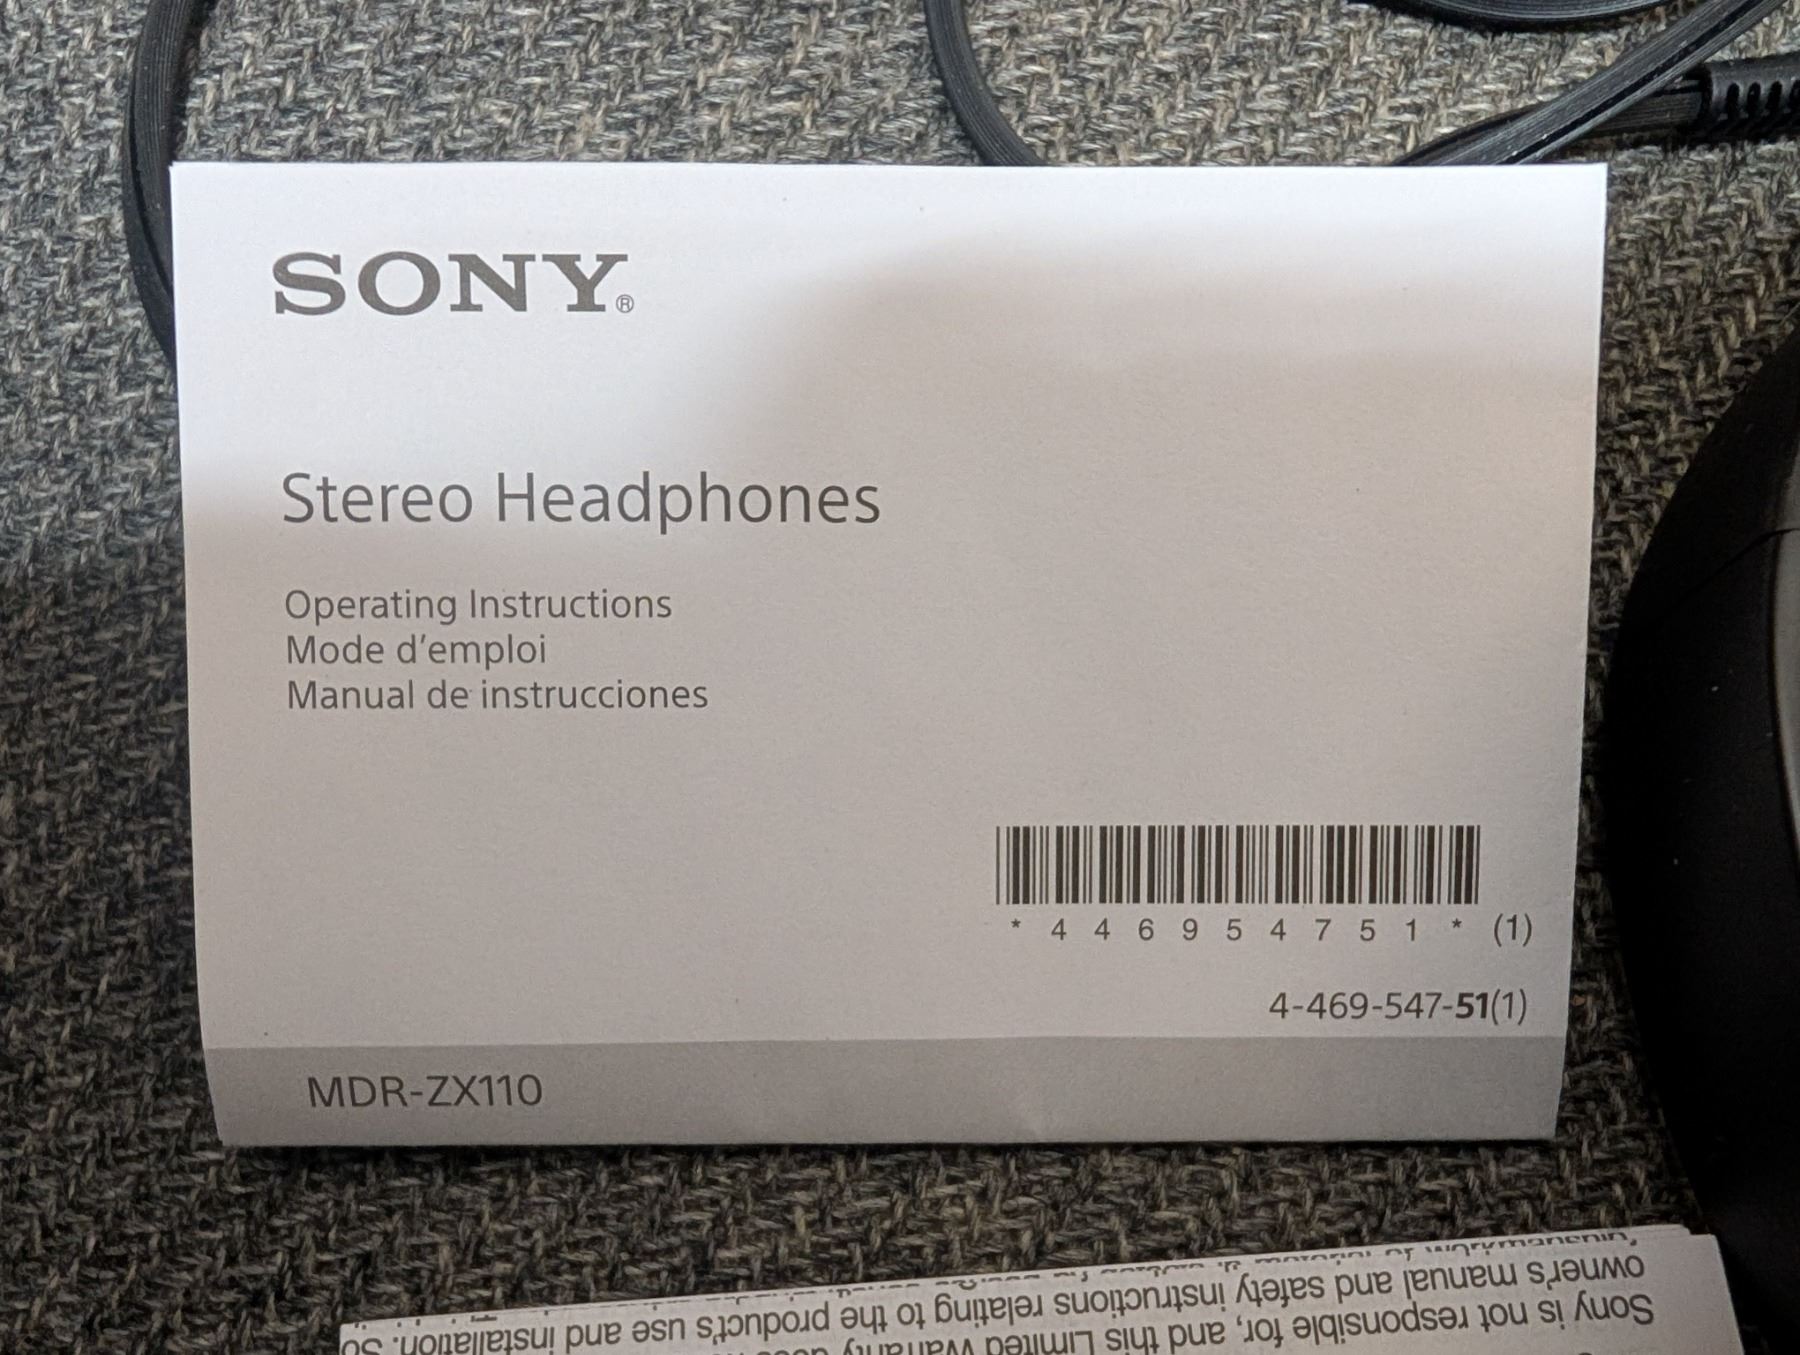 SONY®
Stereo Headphones
Operating Instructions
Mode d'emploi
Manual de instrucciones
* 4 4 6 9 5 4 7 5 1 * (1)
4-469-547-51(1)
MDR-ZX110
Sony is not responsible for, and this Limited Warranty
owner's manual and safety instructions relating to the product's use and installation. So